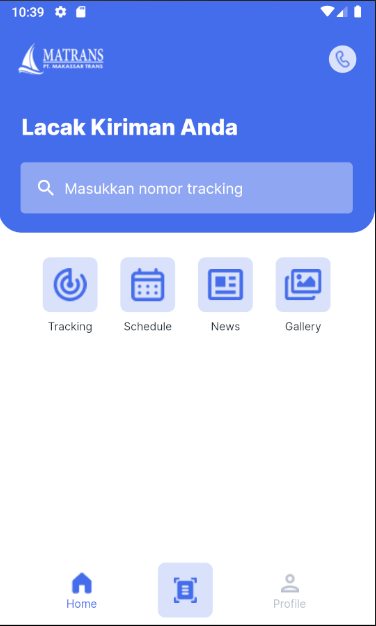 10:39
MATRANS
PT. MAKASSAR TRANS
Lacak Kiriman Anda
Masukkan nomor tracking
Tracking Schedule News Gallery
Home Profile